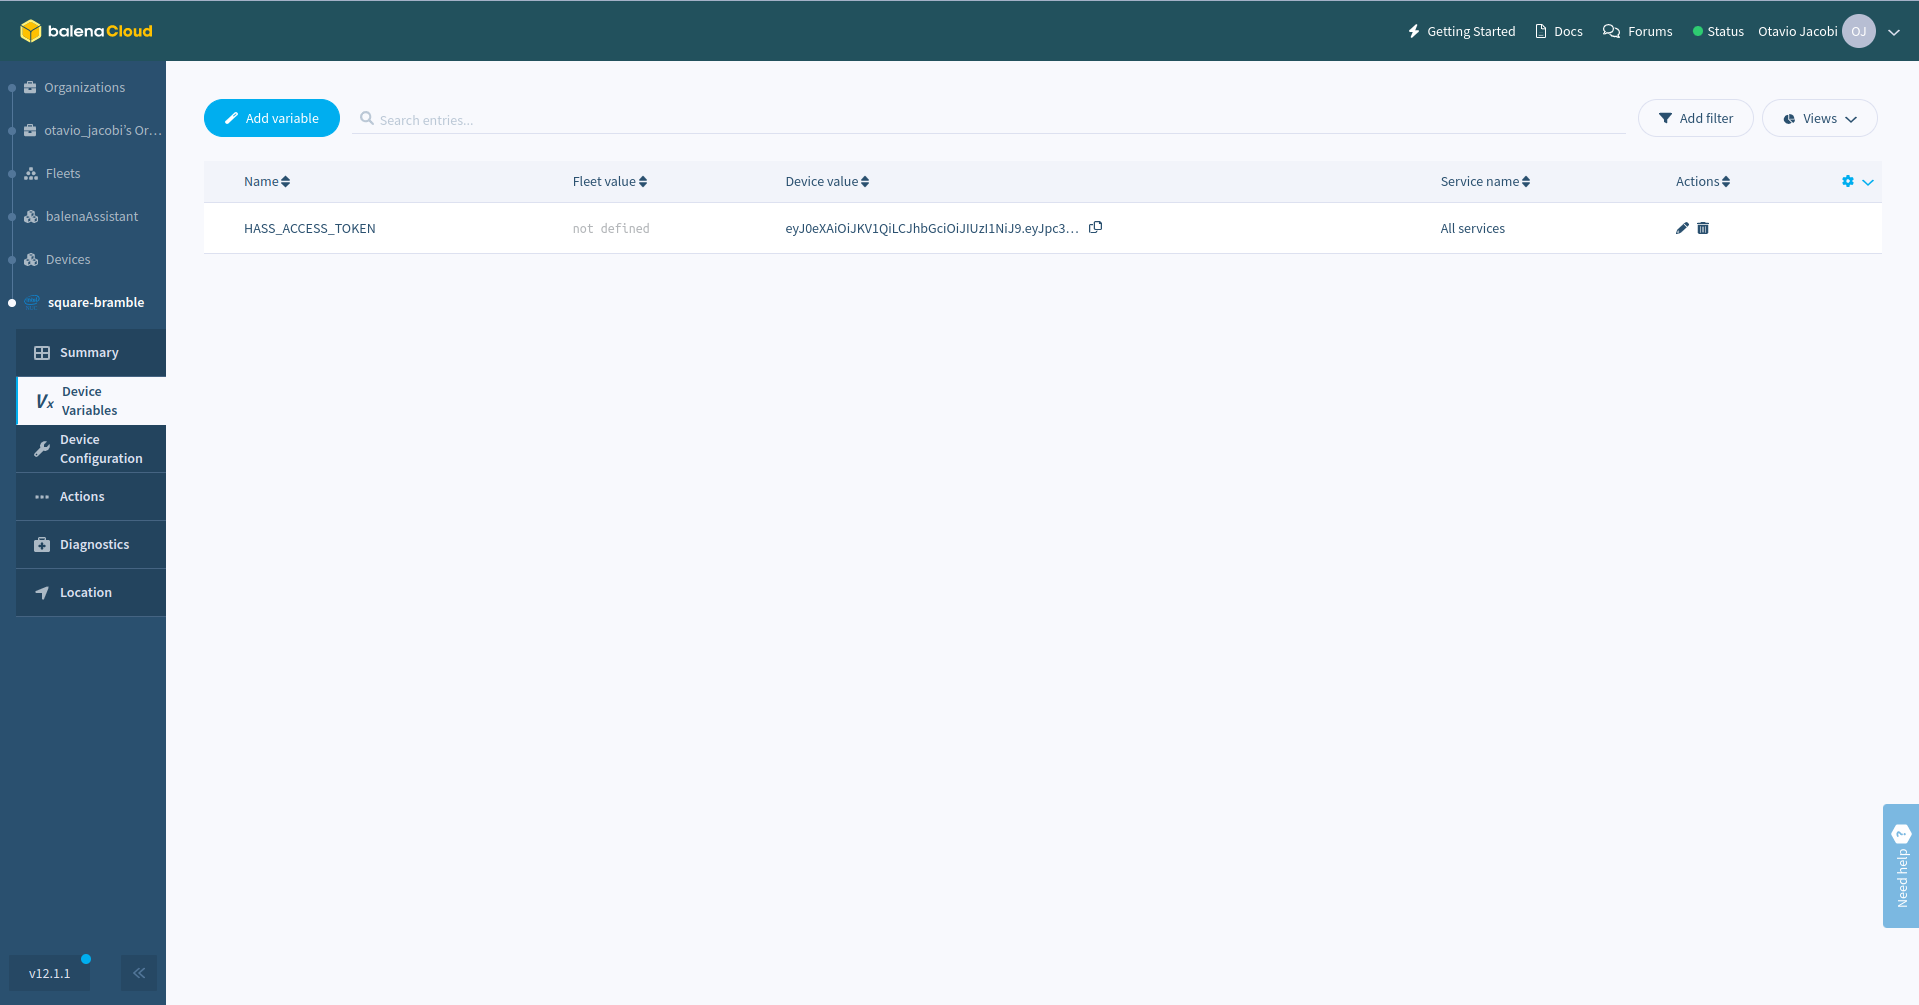 balenaCloud
Getting Started
Docs
Forums
Status
Otavio Jacobi
OJ
Organizations
otavio_jacobi's Or...
Fleets
balenaAssistant
Devices
square-bramble
Summary
Device
Variables
Device
Configuration
Actions
Diagnostics
Location
v12.1.1
Add variable
Search entries...
Add filter
Views
Name Fleet value Device value Service name Actions
HASS_ACCESS_TOKEN not defined eyJ0eXAiOiJKV1QiLCJhbGciOiJIUzI1NiJ9.eyJpc3... All services
Need help ?